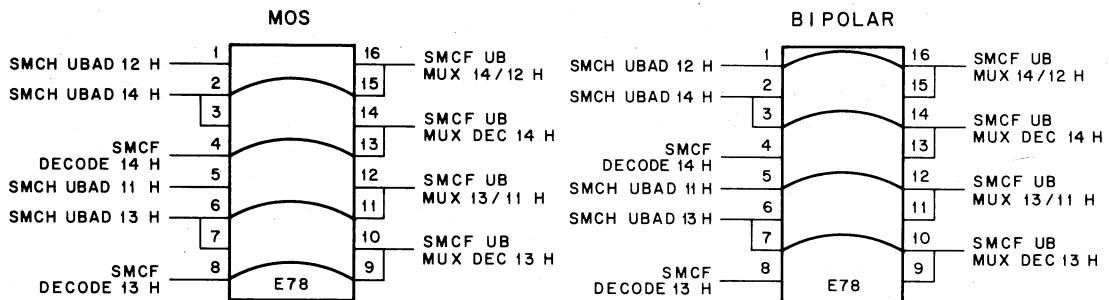 MOS
SMCH UBAD 12 H
SMCH UBAD 14 H
SMCF
DECODE 14 H
SMCH UBAD 11 H
SMCH UBAD 13 H
SMCF
DECODE 13 H
1
2
3
4
5
6
7
8
16
15
14
13
12
11
10
9
E78
SMCF UB
MUX 14/12 H
SMCF UB
MUX DEC 14 H
SMCF UB
MUX 13/11 H
SMCF UB
MUX DEC 13 H
BIPOLAR
SMCH UBAD 12 H
SMCH UBAD 14 H
SMCF
DECODE 14 H
SMCH UBAD 11 H
SMCH UBAD 13 H
SMCF
DECODE 13 H
1
2
3
4
5
6
7
8
16
15
14
13
12
11
10
9
E78
SMCF UB
MUX 14/12 H
SMCF UB
MUX DEC 14 H
SMCF UB
MUX 13/11 H
SMCF UB
MUX DEC 13 H